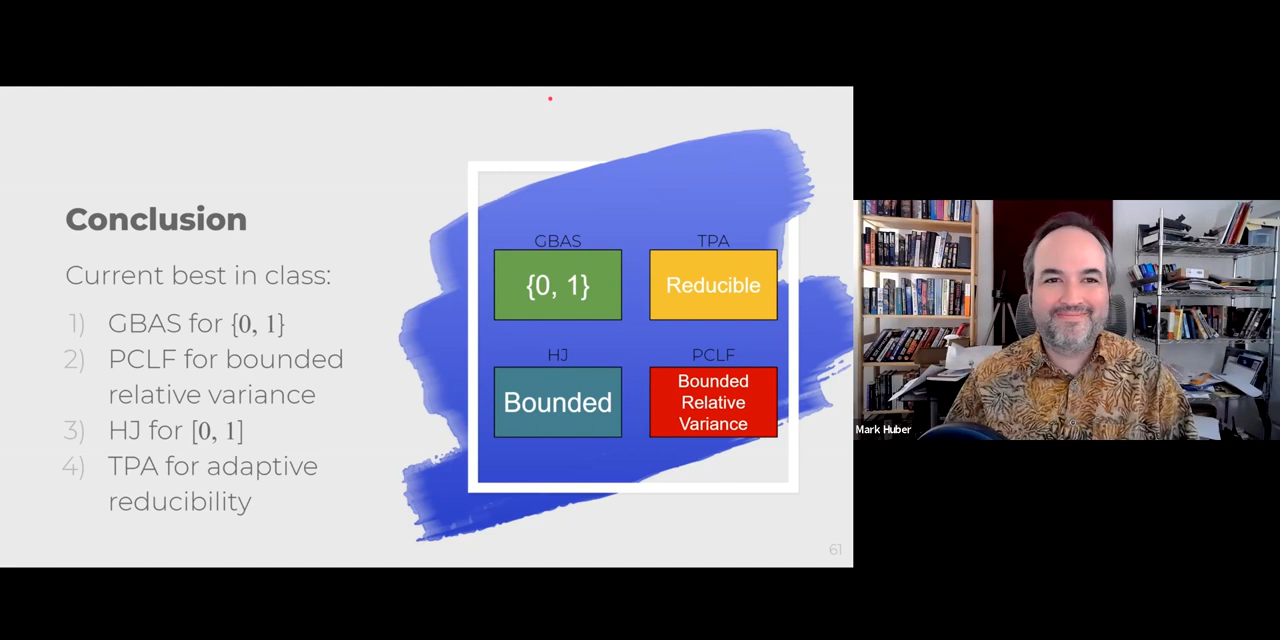 Conclusion
Current best in class:
1) GBAS for {0, 1}
2) PCLF for bounded
relative variance
3) HJ for [0, 1]
4) TPA for adaptive
reducibility
GBAS
{0, 1}
TPA
Reducible
HJ
Bounded
PCLF
Bounded
Relative
Variance
61
Mark Huber